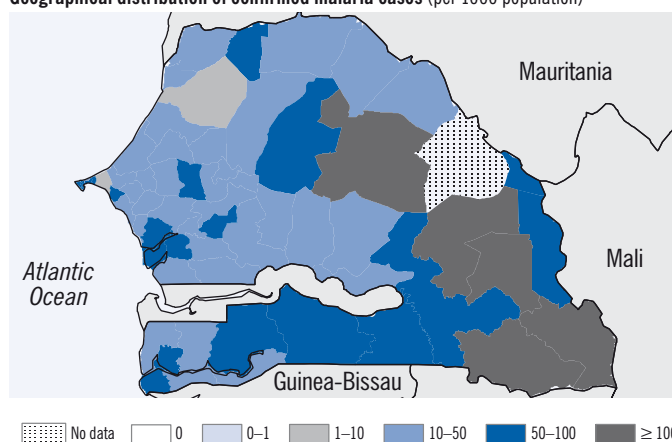 Geographical distribution of confirmed malaria cases (per 1000 population)
Mauritania
Mali
Atlantic
Ocean
Guinea-Bissau
No data 0 0–1 1–10 10–50 50–100 ≥ 100